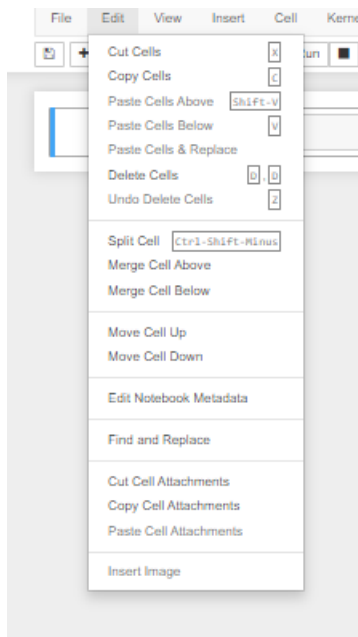 File Edit View Insert Cell
Cut Cells X
Copy Cells C
Paste Cells Above Shift-V
Paste Cells Below V
Paste Cells & Replace
Delete Cells D,D
Undo Delete Cells Z
Split Cell Ctrl-Shift-Minus
Merge Cell Above
Merge Cell Below
Move Cell Up
Move Cell Down
Edit Notebook Metadata
Find and Replace
Cut Cell Attachments
Copy Cell Attachments
Paste Cell Attachments
Insert Image